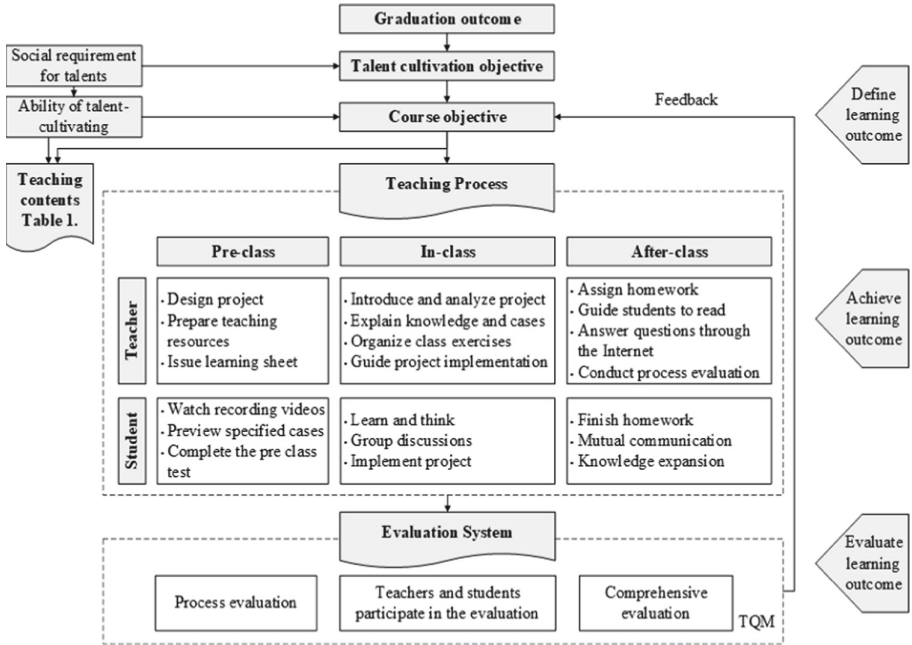 Graduation outcome
Social requirement
for talents
Talent cultivation objective
Ability of talent-
cultivating
Course objective
Feedback
Define
learning
outcome
Teaching
contents
Table 1.
Teaching Process
Pre-class
In-class
After-class
Teacher
· Design project
· Prepare teaching
resources
· Issue learning sheet
· Introduce and analyze project
· Explain knowledge and cases
· Organize class exercises
· Guide project implementation
· Assign homework
· Guide students to read
· Answer questions through
the Internet
· Conduct process evaluation
Achieve
learning
outcome
Student
· Watch recording videos
· Preview specified cases
· Complete the pre class
test
· Learn and think
· Group discussions
· Implement project
· Finish homework
· Mutual communication
· Knowledge expansion
Evaluation System
Process evaluation
Teachers and students
participate in the evaluation
Comprehensive
evaluation
TQM
Evaluate
learning
outcome